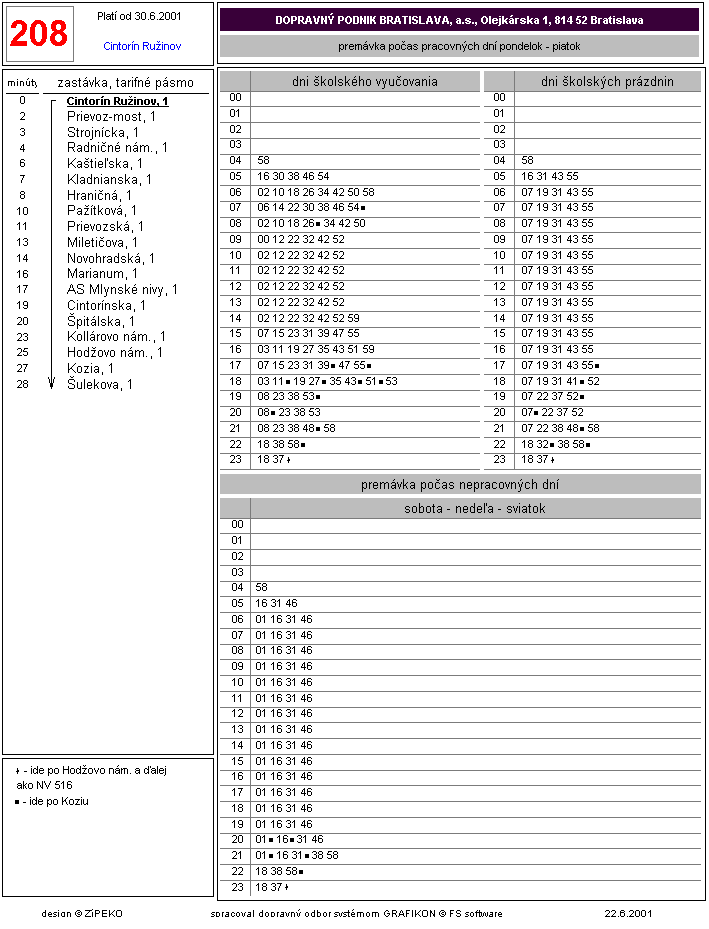 208
Platí od 30.6.2001
Cintorín Ružinov
DOPRAVNÝ PODNIK BRATISLAVA, a.s., Olejkárska 1, 814 52 Bratislava
premávka počas pracovných dní pondelok - piatok
minúty zastávka, tarifné pásmo
0 Cintorín Ružinov, 1
2 Prievoz-most, 1
3 Strojnícka, 1
4 Radničné nám., 1
6 Kaštieľska, 1
7 Kladnianska, 1
8 Hraničná, 1
10 Pažítková, 1
11 Prievozská, 1
13 Miletičova, 1
14 Novohradská, 1
16 Marianum, 1
17 AS Mlynské nivy, 1
19 Cintorínska, 1
20 Špitálska, 1
23 Kollárovo nám., 1
25 Hodžovo nám., 1
27 Kozia, 1
28 Šulekova, 1
dni školského vyučovania
00
01
02
03
04 58
05 16 30 38 46 54
06 02 10 18 26 34 42 50 58
07 06 14 22 30 38 46 54▪
08 02 10 18 26▪ 34 42 50
09 00 12 22 32 42 52
10 02 12 22 32 42 52
11 02 12 22 32 42 52
12 02 12 22 32 42 52
13 02 12 22 32 42 52
14 02 12 22 32 42 52 59
15 07 15 23 31 39 47 55
16 03 11 19 27 35 43 51 59
17 07 15 23 31 39▪ 47 55▪
18 03 11▪ 19 27▪ 35 43▪ 51▪ 53
19 08 23 38 53▪
20 08▪ 23 38 53
21 08 23 38 48▪ 58
22 18 38 58▪
23 18 37✦
dni školských prázdnin
00
01
02
03
04 58
05 16 31 43 55
06 07 19 31 43 55
07 07 19 31 43 55
08 07 19 31 43 55
09 07 19 31 43 55
10 07 19 31 43 55
11 07 19 31 43 55
12 07 19 31 43 55
13 07 19 31 43 55
14 07 19 31 43 55
15 07 19 31 43 55
16 07 19 31 43 55
17 07 19 31 43 55▪
18 07 19 31 41▪ 52
19 07 22 37 52▪
20 07▪ 22 37 52
21 07 22 38 48▪ 58
22 18 32▪ 38 58▪
23 18 37✦
premávka počas nepracovných dní
sobota - nedeľa - sviatok
00
01
02
03
04 58
05 16 31 46
06 01 16 31 46
07 01 16 31 46
08 01 16 31 46
09 01 16 31 46
10 01 16 31 46
11 01 16 31 46
12 01 16 31 46
13 01 16 31 46
14 01 16 31 46
15 01 16 31 46
16 01 16 31 46
17 01 16 31 46
18 01 16 31 46
19 01 16 31 46
20 01▪ 16▪ 31 46
21 01▪ 16 31▪ 38 58
22 18 38 58▪
23 18 37✦
✦ - ide po Hodžovo nám. a ďalej
ako NV 516
▪ - ide po Koziu
design © ZiPEKO
spracoval dopravný odbor systémom GRAFIKON © FS software
22.6.2001